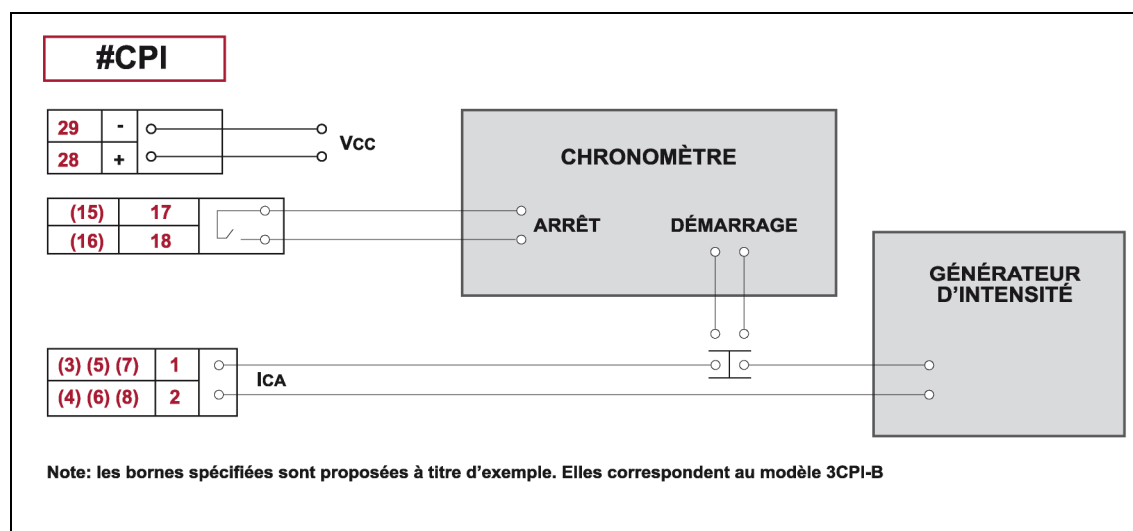 #CPI
29 -
28 +
Vcc
(15) 17
(16) 18
CHRONOMÈTRE
ARRÊT DÉMARRAGE
GÉNÉRATEUR
D'INTENSITÉ
(3) (5) (7) 1
(4) (6) (8) 2
ICA
Note: les bornes spécifiées sont proposées à titre d'exemple. Elles correspondent au modèle 3CPI-B